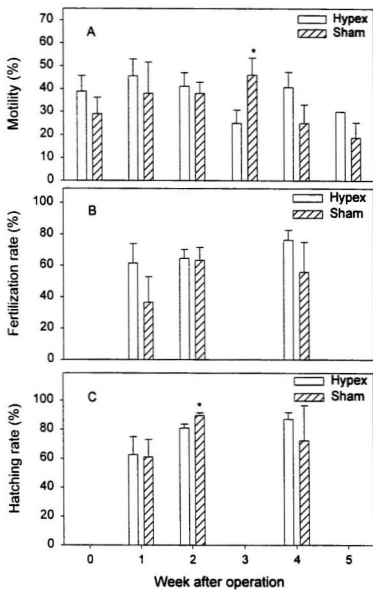 Hypex
Sham
A
*
Motility (%)
70
60
50
40
30
20
10
0
Hypex
Sham
B
Fertilization rate (%)
100
80
60
40
20
0
Hypex
Sham
C
*
Hatching rate (%)
100
80
60
40
20
0
0 1 2 3 4 5
Week after operation